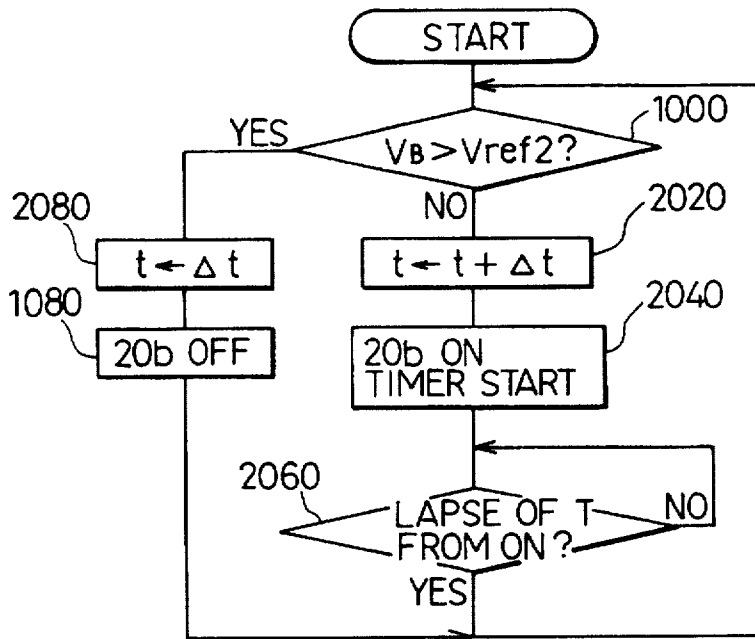 START
1000
YES
VB > Vref2?
NO
2080
t ← Δt
2020
t ← t + Δt
1080
20b OFF
2040
20b ON
TIMER START
2060
LAPSE OF T
FROM ON?
NO
YES